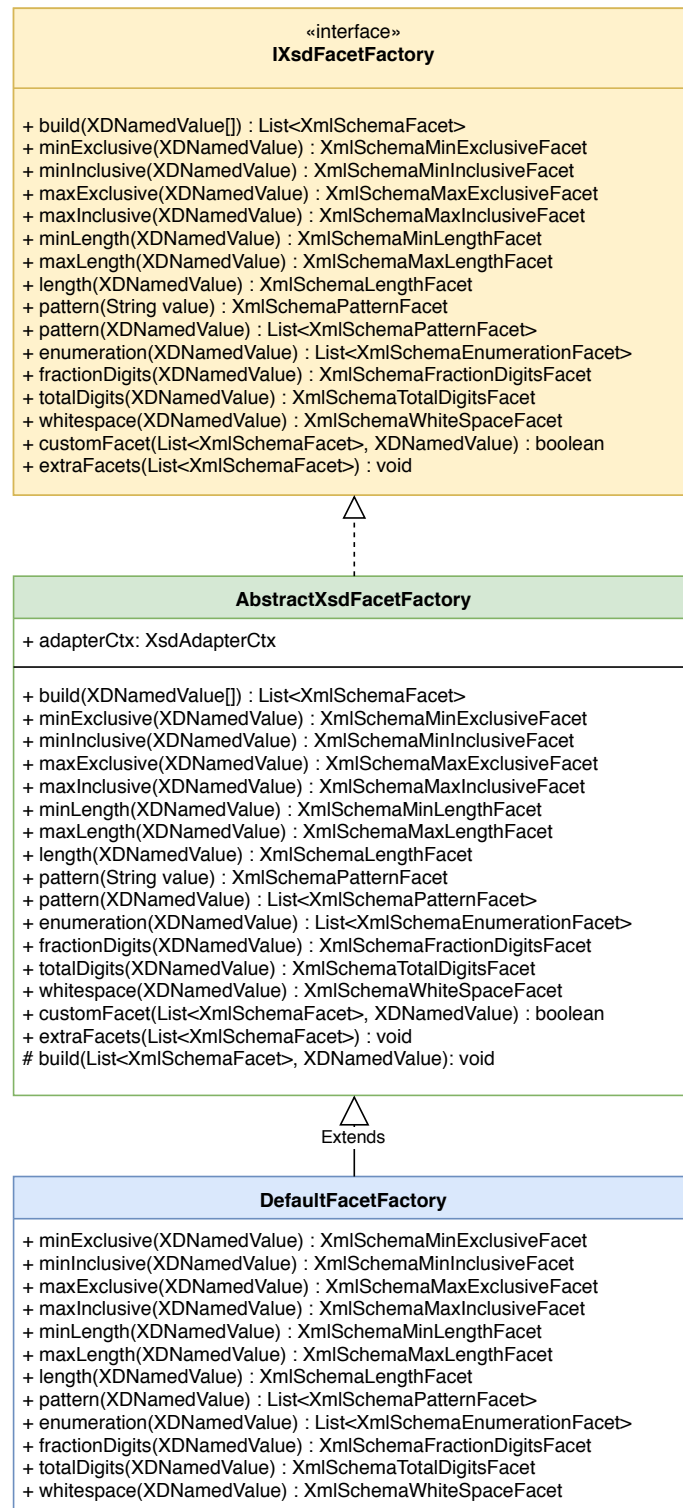 «interface»
IXsdFacetFactory
+ build(XDNamedValue[]) : List<XmlSchemaFacet>
+ minExclusive(XDNamedValue) : XmlSchemaMinExclusiveFacet
+ minInclusive(XDNamedValue) : XmlSchemaMinInclusiveFacet
+ maxExclusive(XDNamedValue) : XmlSchemaMaxExclusiveFacet
+ maxInclusive(XDNamedValue) : XmlSchemaMaxInclusiveFacet
+ minLength(XDNamedValue) : XmlSchemaMinLengthFacet
+ maxLength(XDNamedValue) : XmlSchemaMaxLengthFacet
+ length(XDNamedValue) : XmlSchemaLengthFacet
+ pattern(String value) : XmlSchemaPatternFacet
+ pattern(XDNamedValue) : List<XmlSchemaPatternFacet>
+ enumeration(XDNamedValue) : List<XmlSchemaEnumerationFacet>
+ fractionDigits(XDNamedValue) : XmlSchemaFractionDigitsFacet
+ totalDigits(XDNamedValue) : XmlSchemaTotalDigitsFacet
+ whitespace(XDNamedValue) : XmlSchemaWhiteSpaceFacet
+ customFacet(List<XmlSchemaFacet>, XDNamedValue) : boolean
+ extraFacets(List<XmlSchemaFacet>) : void
AbstractXsdFacetFactory
+ adapterCtx: XsdAdapterCtx
+ build(XDNamedValue[]) : List<XmlSchemaFacet>
+ minExclusive(XDNamedValue) : XmlSchemaMinExclusiveFacet
+ minInclusive(XDNamedValue) : XmlSchemaMinInclusiveFacet
+ maxExclusive(XDNamedValue) : XmlSchemaMaxExclusiveFacet
+ maxInclusive(XDNamedValue) : XmlSchemaMaxInclusiveFacet
+ minLength(XDNamedValue) : XmlSchemaMinLengthFacet
+ maxLength(XDNamedValue) : XmlSchemaMaxLengthFacet
+ length(XDNamedValue) : XmlSchemaLengthFacet
+ pattern(String value) : XmlSchemaPatternFacet
+ pattern(XDNamedValue) : List<XmlSchemaPatternFacet>
+ enumeration(XDNamedValue) : List<XmlSchemaEnumerationFacet>
+ fractionDigits(XDNamedValue) : XmlSchemaFractionDigitsFacet
+ totalDigits(XDNamedValue) : XmlSchemaTotalDigitsFacet
+ whitespace(XDNamedValue) : XmlSchemaWhiteSpaceFacet
+ customFacet(List<XmlSchemaFacet>, XDNamedValue) : boolean
+ extraFacets(List<XmlSchemaFacet>) : void
# build(List<XmlSchemaFacet>, XDNamedValue): void
Extends
DefaultFacetFactory
+ minExclusive(XDNamedValue) : XmlSchemaMinExclusiveFacet
+ minInclusive(XDNamedValue) : XmlSchemaMinInclusiveFacet
+ maxExclusive(XDNamedValue) : XmlSchemaMaxExclusiveFacet
+ maxInclusive(XDNamedValue) : XmlSchemaMaxInclusiveFacet
+ minLength(XDNamedValue) : XmlSchemaMinLengthFacet
+ maxLength(XDNamedValue) : XmlSchemaMaxLengthFacet
+ length(XDNamedValue) : XmlSchemaLengthFacet
+ pattern(XDNamedValue) : List<XmlSchemaPatternFacet>
+ enumeration(XDNamedValue) : List<XmlSchemaEnumerationFacet>
+ fractionDigits(XDNamedValue) : XmlSchemaFractionDigitsFacet
+ totalDigits(XDNamedValue) : XmlSchemaTotalDigitsFacet
+ whitespace(XDNamedValue) : XmlSchemaWhiteSpaceFacet